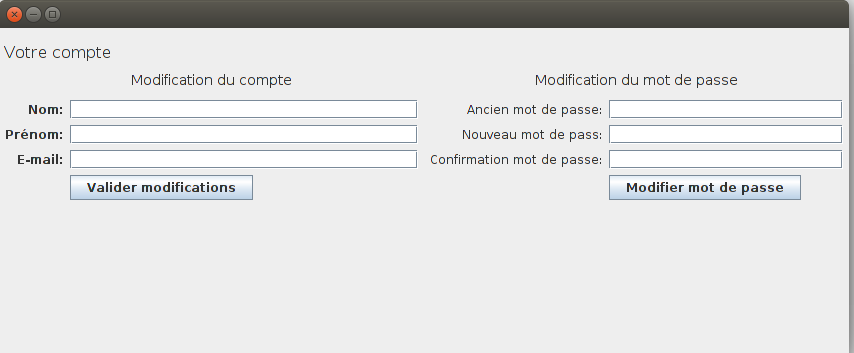 Votre compte
Modification du compte
Nom:
Prénom:
E-mail:
Valider modifications
Modification du mot de passe
Ancien mot de passe:
Nouveau mot de pass:
Confirmation mot de passe:
Modifier mot de passe